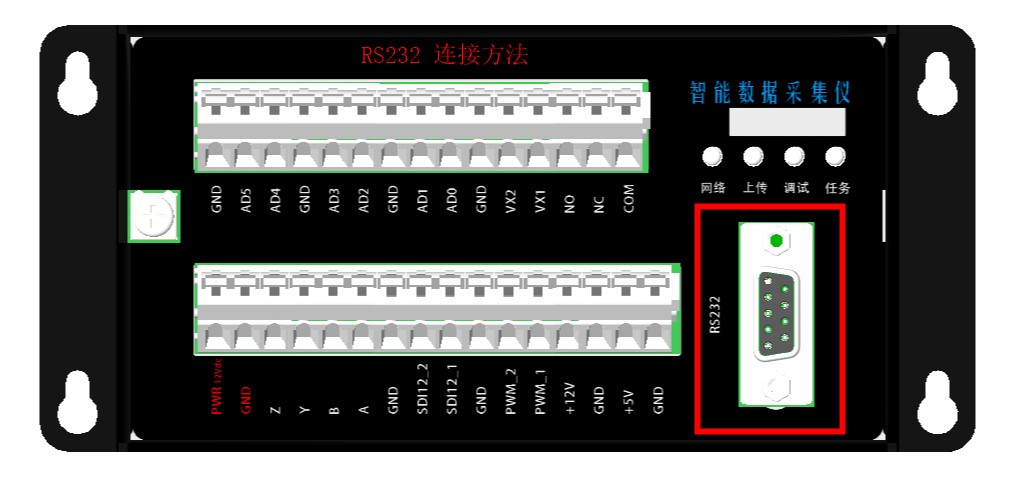 RS232 连接方法
智能数据采集仪
网络 上传 调试 任务
GND AD5 AD4 GND AD3 AD2 GND AD1 AD0 GND VX2 VX1 NO NC COM
RS232
PWR 12Vdc GND Z Y B A GND SDI12_2 SDI12_1 GND PWM_2 PWM_1 +12V GND +5V GND